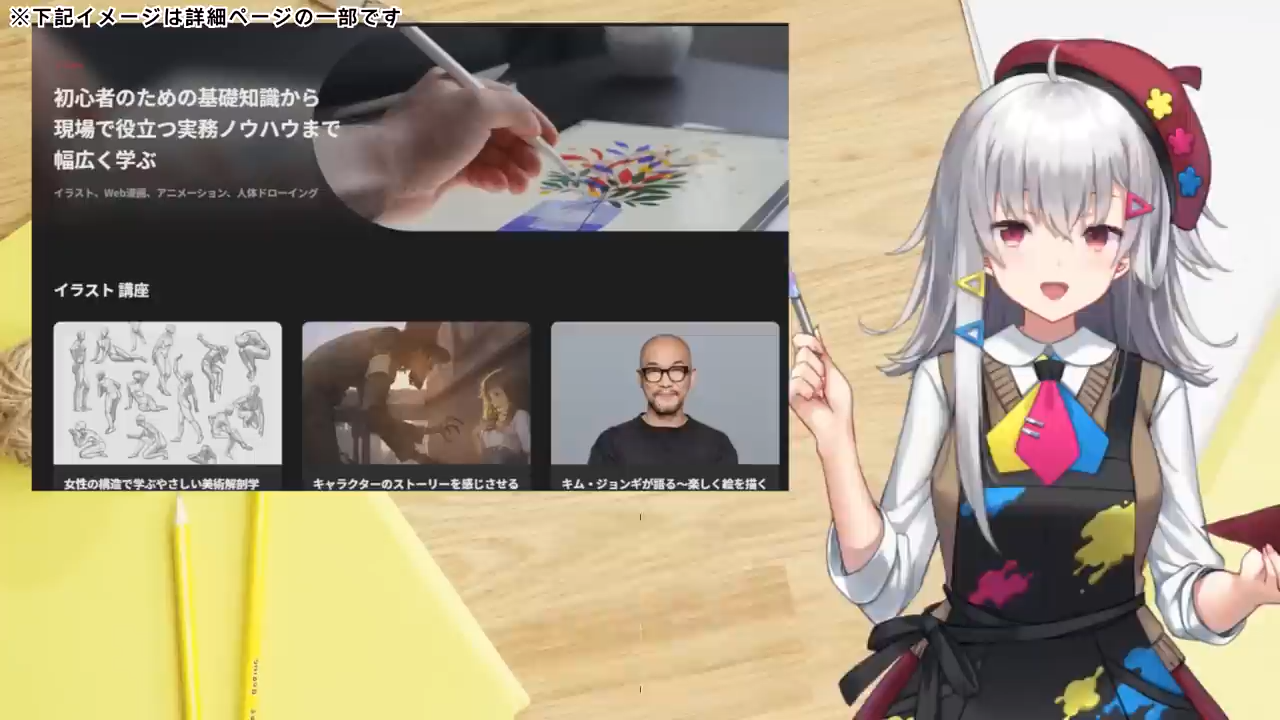 ※下記イメージは詳細ページの一部です
初心者のための基礎知識から
現場で役立つ実務ノウハウまで
幅広く学ぶ
イラスト、Web漫画、アニメーション、人体ドローイング
イラスト 講座
女性の構造で学ぶやさしい美術解剖学
キャラクターのストーリーを感じさせる
キム・ジョンギが語る～楽しく絵を描く